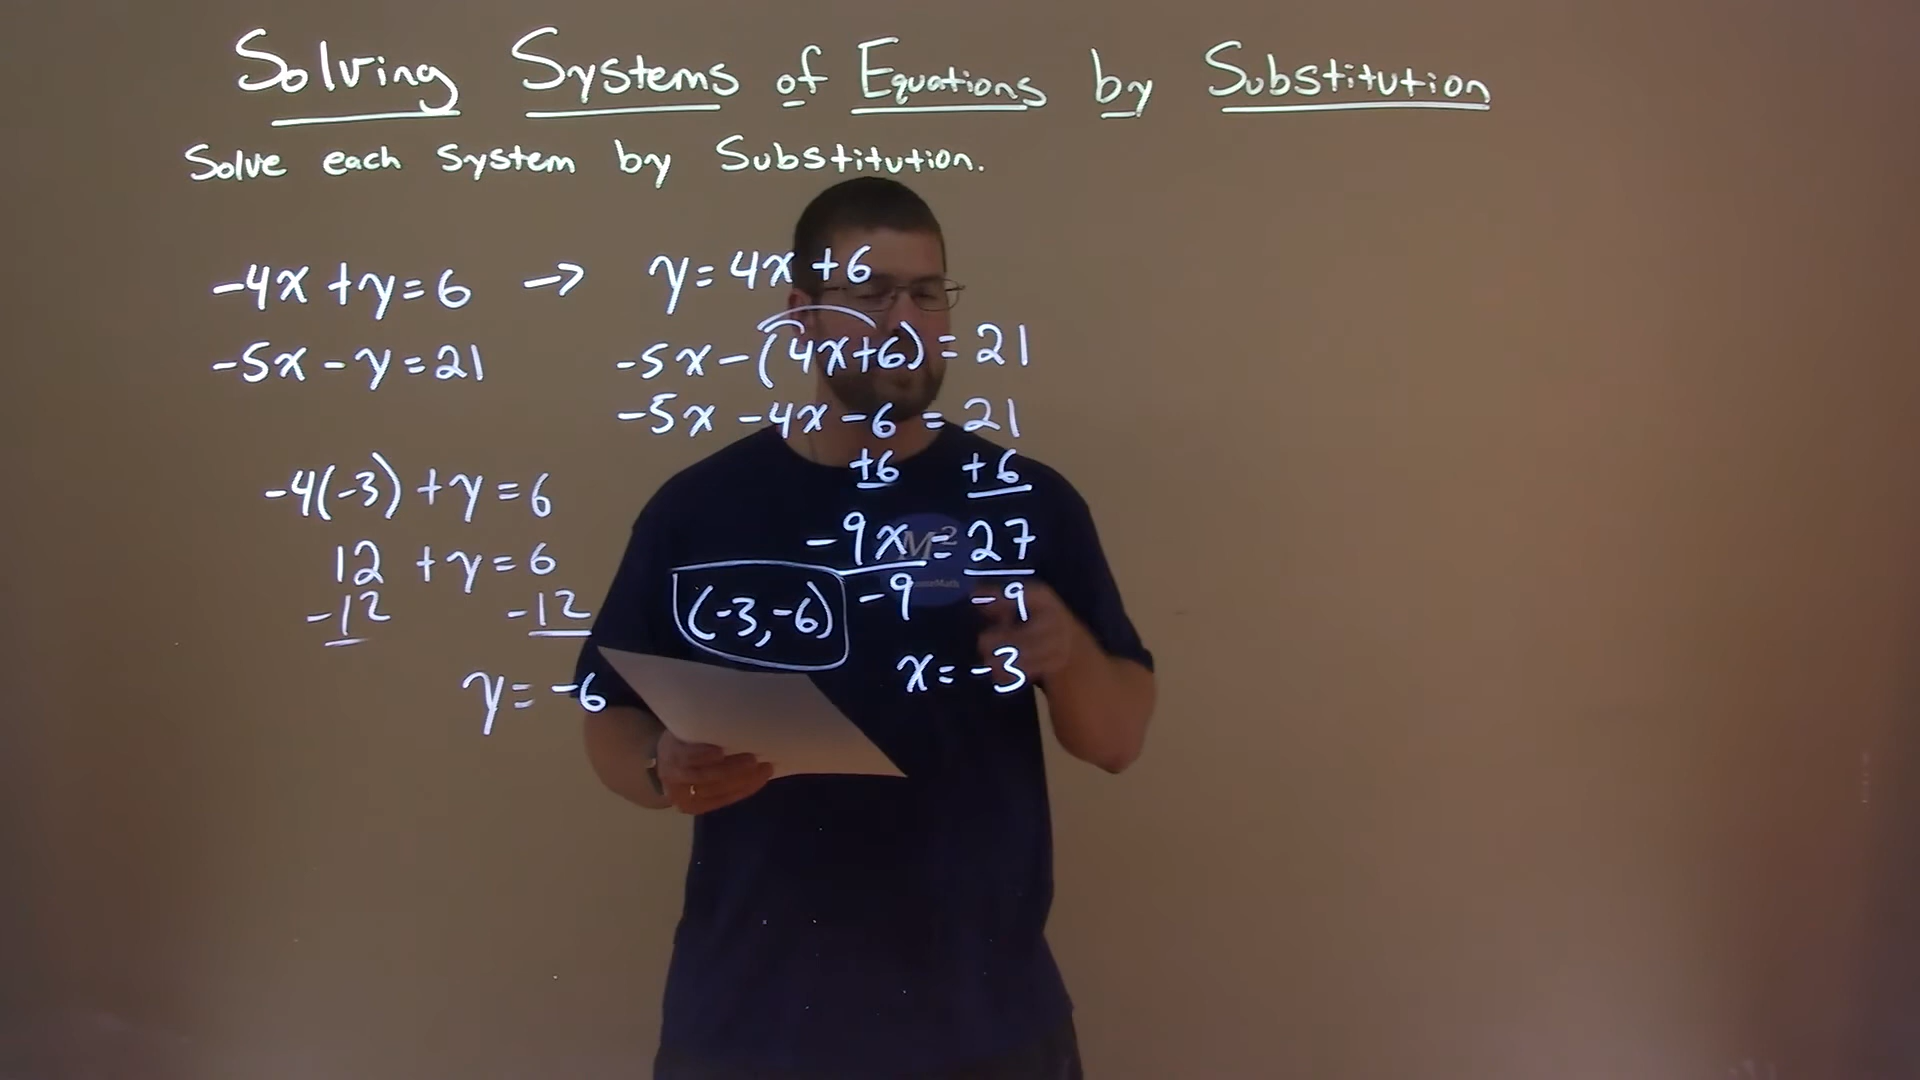 Solving Systems of Equations by Substitution
Solve each system by Substitution.
-4x + y = 6 → y = 4x + 6
-5x - y = 21
-5x - (4x + 6) = 21
-5x - 4x - 6 = 21
+6 +6
-9x = 27
-9 -9
x = -3
-4(-3) + y = 6
12 + y = 6
-12 -12
y = -6
(-3, -6)
M²